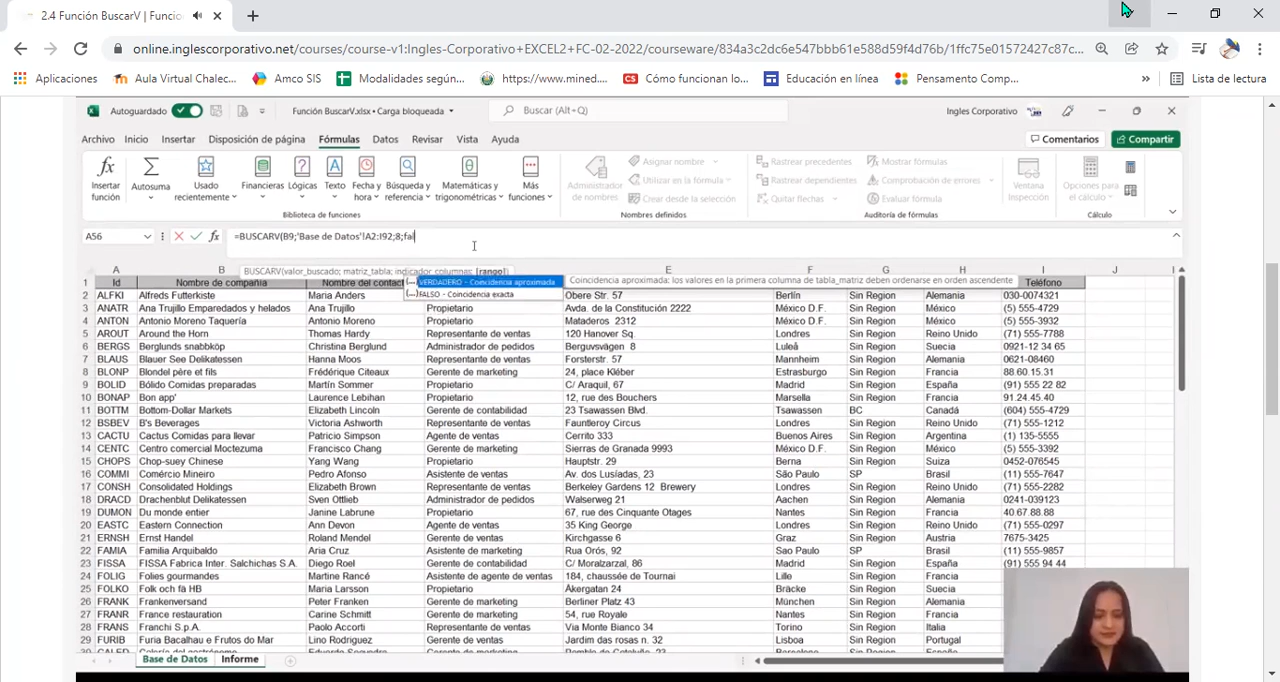 2.4 Función BuscarV | Funcio
online.inglescorporativo.net/courses/course-v1:Ingles-Corporativo+EXCEL2+FC-02-2022/courseware/834a3c2dc6e547bbb61e588d59f4d76b/1ffc75e01572427c87c...
Aplicaciones Aula Virtual Chalec... Amco SIS Modalidades según... https://www.mined.... CS Cómo funciona lo... Educación en línea Pensamento Comp... » Lista de lectura
Autoguardado Función BuscarV.xlsx • Carga bloqueada Buscar (Alt+Q) Ingles Corporativo
Archivo Inicio Insertar Disposición de página Fórmulas Datos Revisar Vista Ayuda Comentarios Compartir
Insertar función Autosuma Usado recientemente Financieras Lógicas Texto Fecha y hora Búsqueda y referencia Matemáticas y trigonométricas Más funciones Administrador de nombres Asignar nombre Utilizar en la fórmula Crear desde la selección Rastrear precedentes Rastrear dependientes Quitar flechas Mostrar fórmulas Comprobación de errores Evaluar fórmula Ventana Inspección Opciones para el cálculo
Biblioteca de funciones Nombres definidos Auditoría de fórmulas Cálculo
A56 fx =BUSCARV(B9;'Base de Datos'!A2:I92;8;fal
BUSCARV(valor_buscado; matriz_tabla; indicador_columnas; [rango])
A B E F G H I J K
VERDADERO - Coincidencia aproximada Coincidencia aproximada: los valores en la primera columna de tabla_matriz deben ordenarse en orden ascendente
FALSO - Coincidencia exacta
1 Id Nombre de compañía Nombre del contact Teléfono
2 ALFKI Alfreds Futterkiste Maria Anders Obere Str. 57 Berlín Sin Region Alemania 030-0074321
3 ANATR Ana Trujillo Emparedados y helados Ana Trujillo Propietario Avda. de la Constitución 2222 México D.F. Sin Region México (5) 555-4729
4 ANTON Antonio Moreno Taquería Antonio Moreno Propietario Mataderos 2312 México D.F. Sin Region México (5) 555-3932
5 AROUT Around the Horn Thomas Hardy Representante de ventas 120 Hanover Sq. Londres Sin Region Reino Unido (71) 555-7788
6 BERGS Berglunds snabbköp Christina Berglund Administrador de pedidos Berguvsvägen 8 Luleå Sin Region Suecia 0921-12 34 65
7 BLAUS Blauer See Delikatessen Hanna Moos Representante de ventas Forsterstr. 57 Mannheim Sin Region Alemania 0621-08460
8 BLONP Blondel père et fils Frédérique Citeaux Gerente de marketing 24, place Kléber Estrasburgo Sin Region Francia 88.60.15.31
9 BOLID Bólido Comidas preparadas Martín Sommer Propietario C/ Araquil, 67 Madrid Sin Region España (91) 555 22 82
10 BONAP Bon app' Laurence Lebihan Propietario 12, rue des Bouchers Marsella Sin Region Francia 91.24.45.40
11 BOTTM Bottom-Dollar Markets Elizabeth Lincoln Gerente de contabilidad 23 Tsawassen Blvd. Tsawassen BC Canadá (604) 555-4729
12 BSBEV B's Beverages Victoria Ashworth Representante de ventas Fauntleroy Circus Londres Sin Region Reino Unido (71) 555-1212
13 CACTU Cactus Comidas para llevar Patricio Simpson Agente de ventas Cerrito 333 Buenos Aires Sin Region Argentina (1) 135-5555
14 CENTC Centro comercial Moctezuma Francisco Chang Gerente de marketing Sierras de Granada 9993 México D.F. Sin Region México (5) 555-3392
15 CHOPS Chop-suey Chinese Yang Wang Propietario Hauptstr. 29 Berna Sin Region Suiza 0452-076545
16 COMMI Comércio Mineiro Pedro Afonso Asistente de ventas Av. dos Lusíadas, 23 São Paulo SP Brasil (11) 555-7647
17 CONSH Consolidated Holdings Elizabeth Brown Representante de ventas Berkeley Gardens 12 Brewery Londres Sin Region Reino Unido (71) 555-2282
18 DRACD Drachenblut Delikatessen Sven Ottlieb Administrador de pedidos Walserweg 21 Aachen Sin Region Alemania 0241-039123
19 DUMON Du monde entier Janine Labrune Propietario 67, rue des Cinquante Otages Nantes Sin Region Francia 40.67.88.88
20 EASTC Eastern Connection Ann Devon Agente de ventas 35 King George Londres Sin Region Reino Unido (71) 555-0297
21 ERNSH Ernst Handel Roland Mendel Gerente de ventas Kirchgasse 6 Graz Sin Region Austria 7675-3425
22 FAMIA Familia Arquibaldo Aria Cruz Asistente de marketing Rua Orós, 92 Sao Paulo SP Brasil (11) 555-9857
23 FISSA FISSA Fabrica Inter. Salchichas S.A. Diego Roel Gerente de contabilidad C/ Moralzarzal, 86 Madrid Sin Region España (91) 555 94 44
24 FOLIG Folies gourmandes Martine Rancé Asistente de agente de ventas 184, chaussée de Tournai Lille Sin Region Francia
25 FOLKO Folk och fä HB Maria Larsson Propietario Åkergatan 24 Bräcke Sin Region Suecia
26 FRANK Frankenversand Peter Franken Gerente de marketing Berliner Platz 43 München Sin Region Alemania
27 FRANR France restauration Carine Schmitt Gerente de marketing 54, rue Royale Nantes Sin Region Francia
28 FRANS Franchi S.p.A. Paolo Accorti Representante de ventas Via Monte Bianco 34 Torino Sin Region Italia
29 FURIB Furia Bacalhau e Frutos do Mar Lino Rodriguez Gerente de ventas Jardim das rosas n. 32 Lisboa Sin Region Portugal
Base de Datos Informe